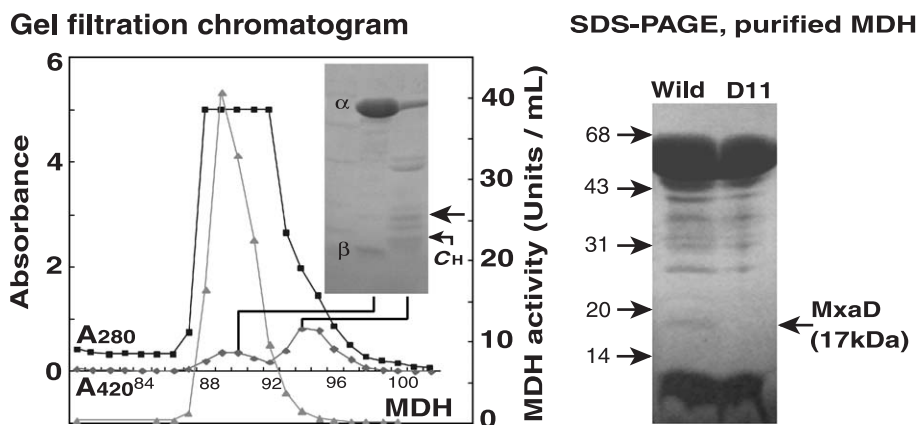 Gel filtration chromatogram
Absorbance
6
4
2
0
A280
A420
84
88
92
96
100
MDH
α
β
CH
40
30
20
10
0
MDH activity (Units / mL)
SDS-PAGE, purified MDH
Wild D11
68
43
31
20
14
MxaD
(17kDa)